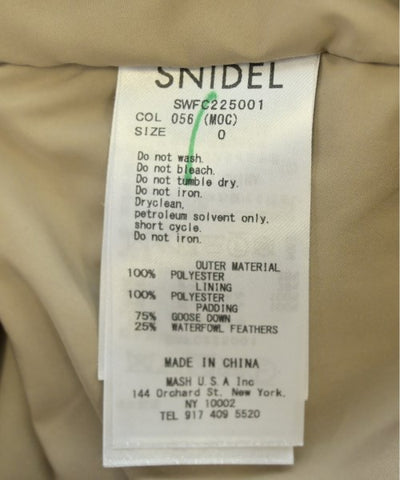 SNIDEL
SWFC225001
COL 056 (MOC)
SIZE 0
Do not wash.
Do not bleach.
Do not tumble dry.
Do not iron.
Dryclean,
petroleum solvent only.
short cycle.
Do not iron.
OUTER MATERIAL
100% POLYESTER
LINING
100% POLYESTER
PADDING
75% GOOSE DOWN
25% WATERFOWL FEATHERS
MADE IN CHINA
MASH U.S.A Inc
144 Orchard St. New York.
NY 10002
TEL 917 409 5520